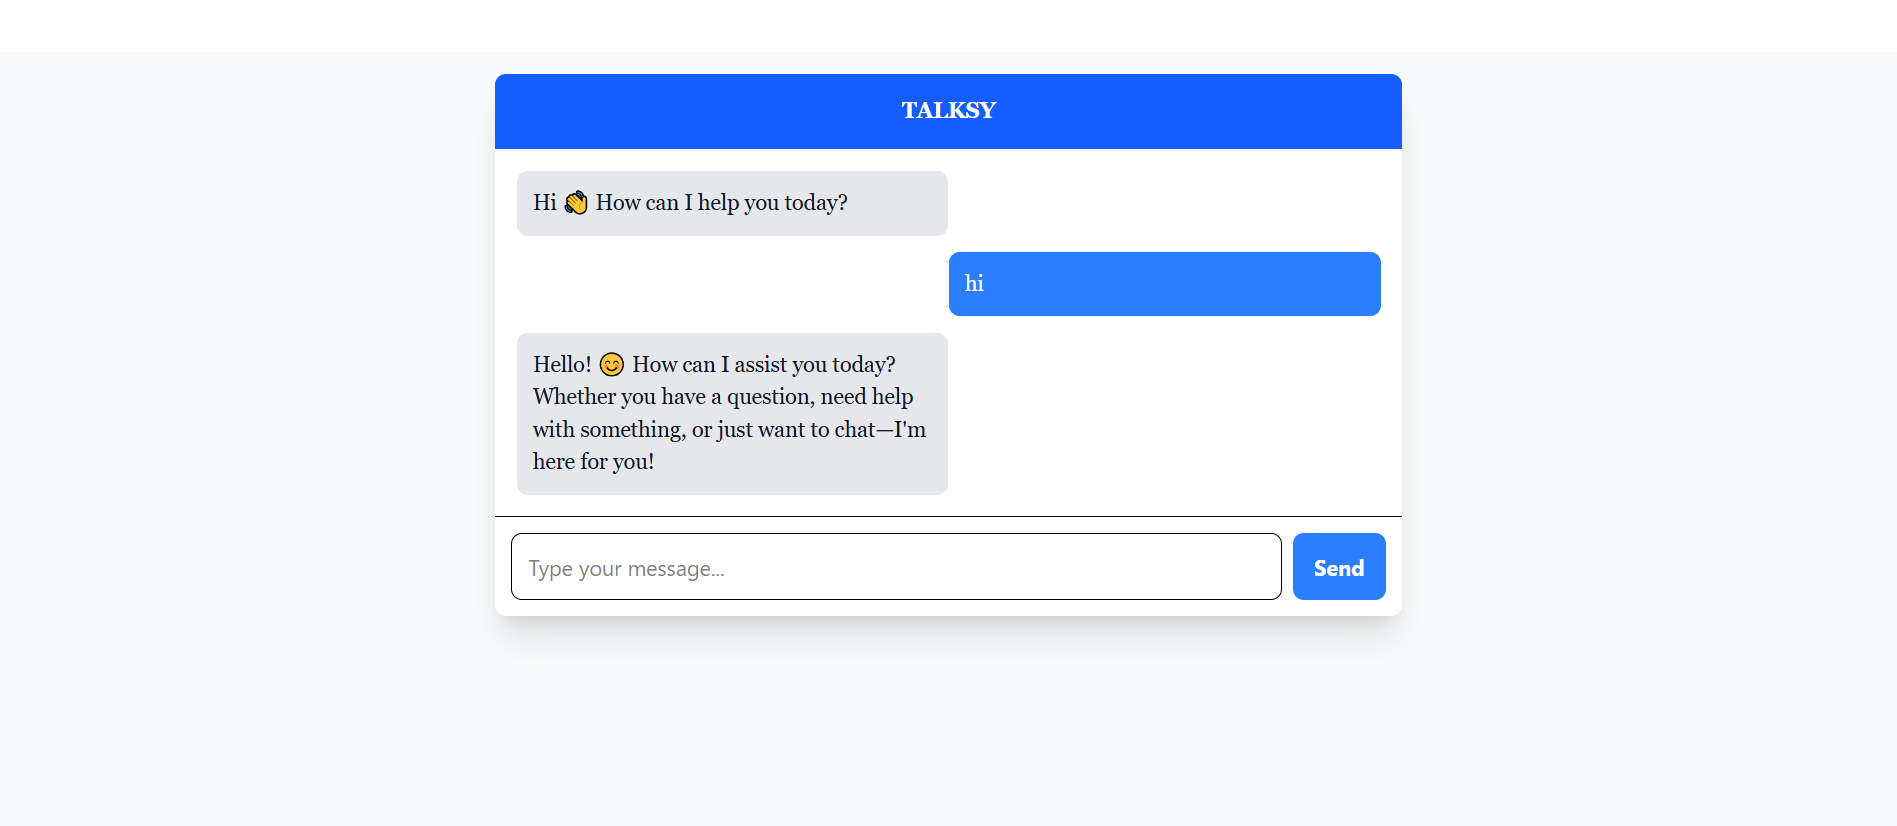 TALKSY
Hi 👋 How can I help you today?
hi
Hello! 😊 How can I assist you today?
Whether you have a question, need help
with something, or just want to chat—I'm
here for you!
Type your message...
Send